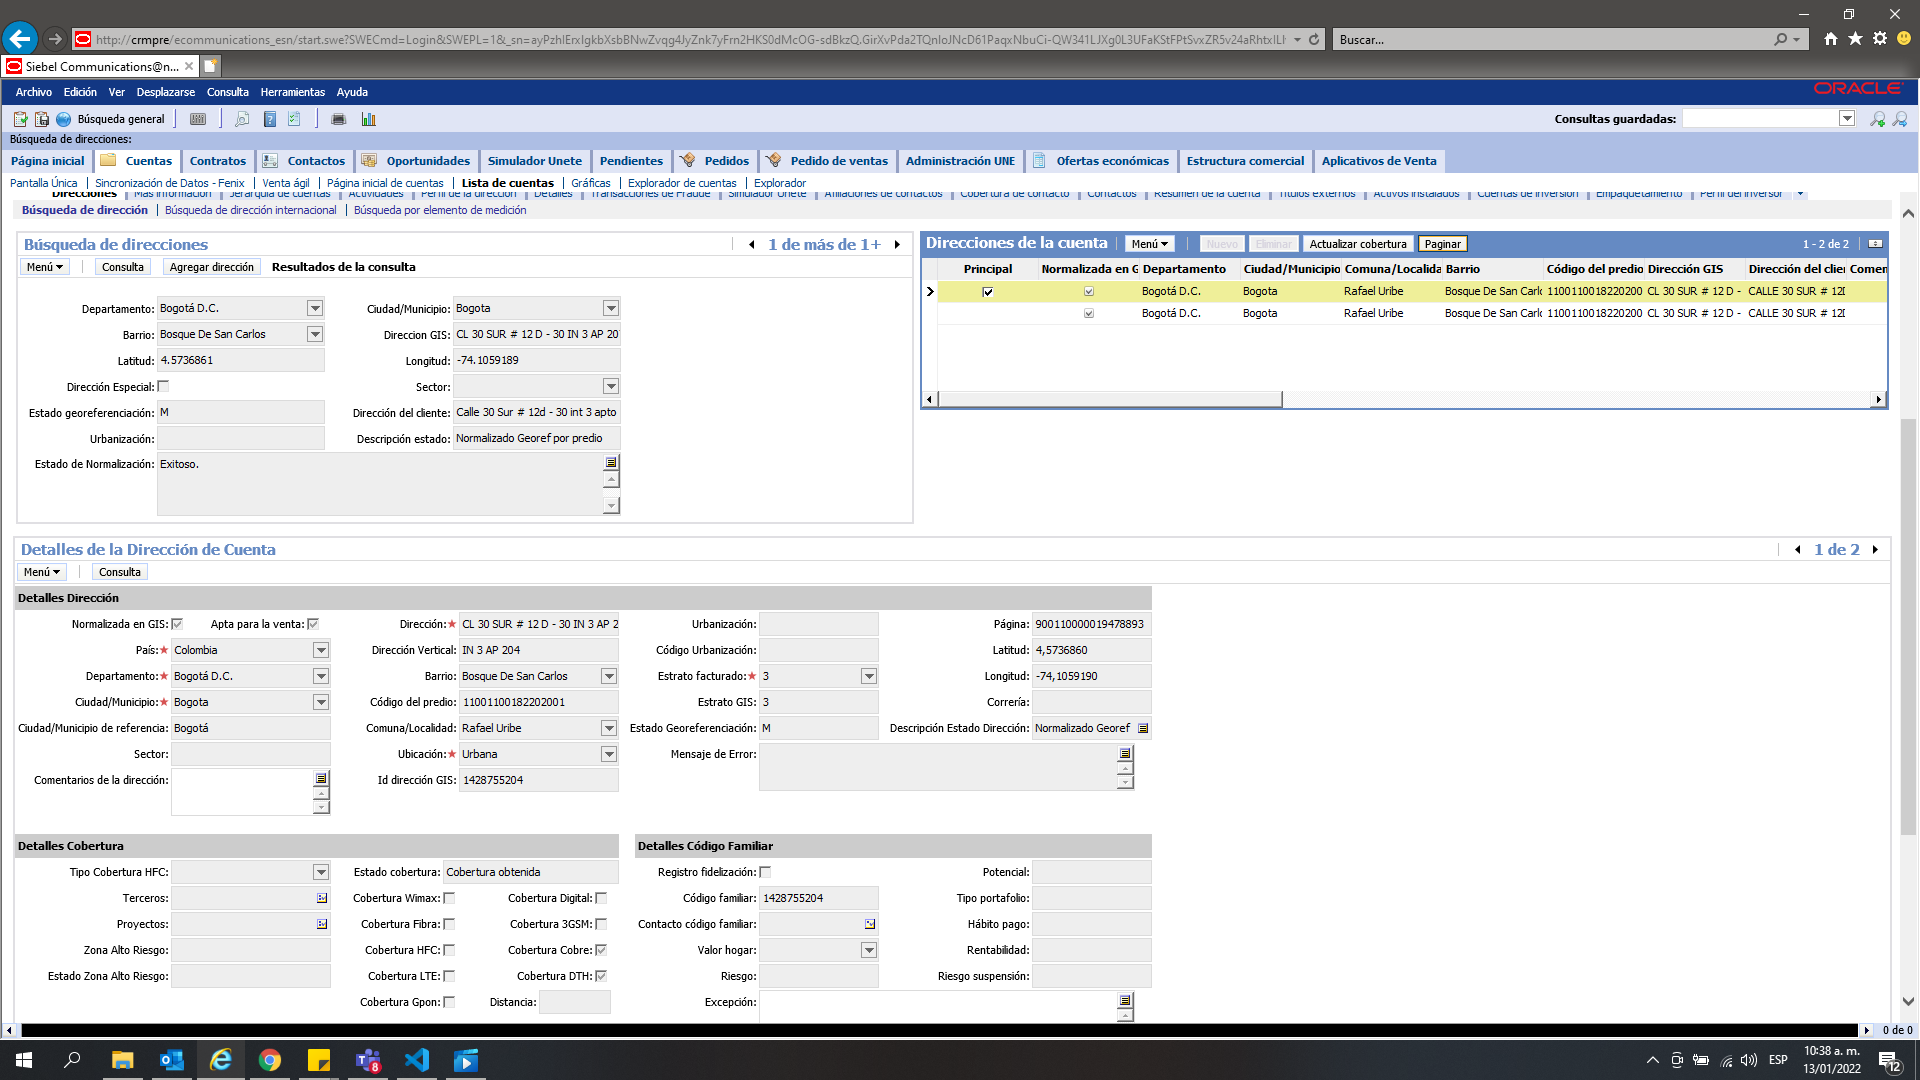 http://crmpre/ecommunications_esn/start.swe?SWECmd=Login&SWEPL=1&_sn=
Buscar...
Siebel Communications@n...
Archivo Edición Ver Desplazarse Consulta Herramientas Ayuda
ORACLE
Búsqueda general
Consultas guardadas:
Búsqueda de direcciones:
Página inicial Cuentas Contratos Contactos Oportunidades Simulador Unete Pendientes Pedidos Pedido de ventas Administración UNE Ofertas económicas Estructura comercial Aplicativos de Venta
Pantalla Única Sincronización de Datos - Fenix Venta ágil Página inicial de cuentas Lista de cuentas Gráficas Explorador de cuentas Explorador
Direcciones Más información Jerarquía de cuentas Actividades Perfil de la dirección Detalles Transacciones de Fraude Simulador Unete Afiliaciones de contactos Cobertura de contacto Contactos Resumen de la cuenta Títulos externos Activos instalados Cuentas de inversión Empaquetamiento Perfil del inversor
Búsqueda de dirección Búsqueda de dirección internacional Búsqueda por elemento de medición
Búsqueda de direcciones
1 de más de 1+
Menú Consulta Agregar dirección Resultados de la consulta
Departamento: Bogotá D.C. Ciudad/Municipio: Bogota
Barrio: Bosque De San Carlos Direccion GIS: CL 30 SUR # 12 D - 30 IN 3 AP 20
Latitud: 4.5736861 Longitud: -74.1059189
Dirección Especial: Sector:
Estado georeferenciación: M Dirección del cliente: Calle 30 Sur # 12d - 30 int 3 apto
Urbanización: Descripción estado: Normalizado Georef por predio
Estado de Normalización: Exitoso.
Direcciones de la cuenta Menú Nuevo Eliminar Actualizar cobertura Paginar 1 - 2 de 2
Principal Normalizada en G Departamento Ciudad/Municipio Comuna/Localida Barrio Código del predio Dirección GIS Dirección del clie Comen
Bogotá D.C. Bogota Rafael Uribe Bosque De San Carlo 1100110018220200 CL 30 SUR # 12 D - CALLE 30 SUR # 12D
Bogotá D.C. Bogota Rafael Uribe Bosque De San Carlo 1100110018220200 CL 30 SUR # 12 D - CALLE 30 SUR # 12D
Detalles de la Dirección de Cuenta
1 de 2
Menú Consulta
Detalles Dirección
Normalizada en GIS: Apta para la venta: Dirección:* CL 30 SUR # 12 D - 30 IN 3 AP 2 Urbanización: Página: 900110000019478893
País:* Colombia Dirección Vertical: IN 3 AP 204 Código Urbanización: Latitud: 4,5736860
Departamento:* Bogotá D.C. Barrio: Bosque De San Carlos Estrato facturado:* 3 Longitud: -74,1059190
Ciudad/Municipio:* Bogota Código del predio: 11001100182202001 Estrato GIS: 3 Correría:
Ciudad/Municipio de referencia: Bogotá Comuna/Localidad: Rafael Uribe Estado Georeferenciación: M Descripción Estado Dirección: Normalizado Georef
Sector: Ubicación:* Urbana Mensaje de Error:
Comentarios de la dirección: Id dirección GIS: 1428755204
Detalles Cobertura Detalles Código Familiar
Tipo Cobertura HFC: Estado cobertura: Cobertura obtenida Registro fidelización: Potencial:
Terceros: Cobertura Wimax: Cobertura Digital: Código familiar: 1428755204 Tipo portafolio:
Proyectos: Cobertura Fibra: Cobertura 3GSM: Contacto código familiar: Hábito pago:
Zona Alto Riesgo: Cobertura HFC: Cobertura Cobre: Valor hogar: Rentabilidad:
Estado Zona Alto Riesgo: Cobertura LTE: Cobertura DTH: Riesgo: Riesgo suspensión:
Cobertura Gpon: Distancia: Excepción:
0 de 0
8
ESP
10:38 a. m.
13/01/2022
12